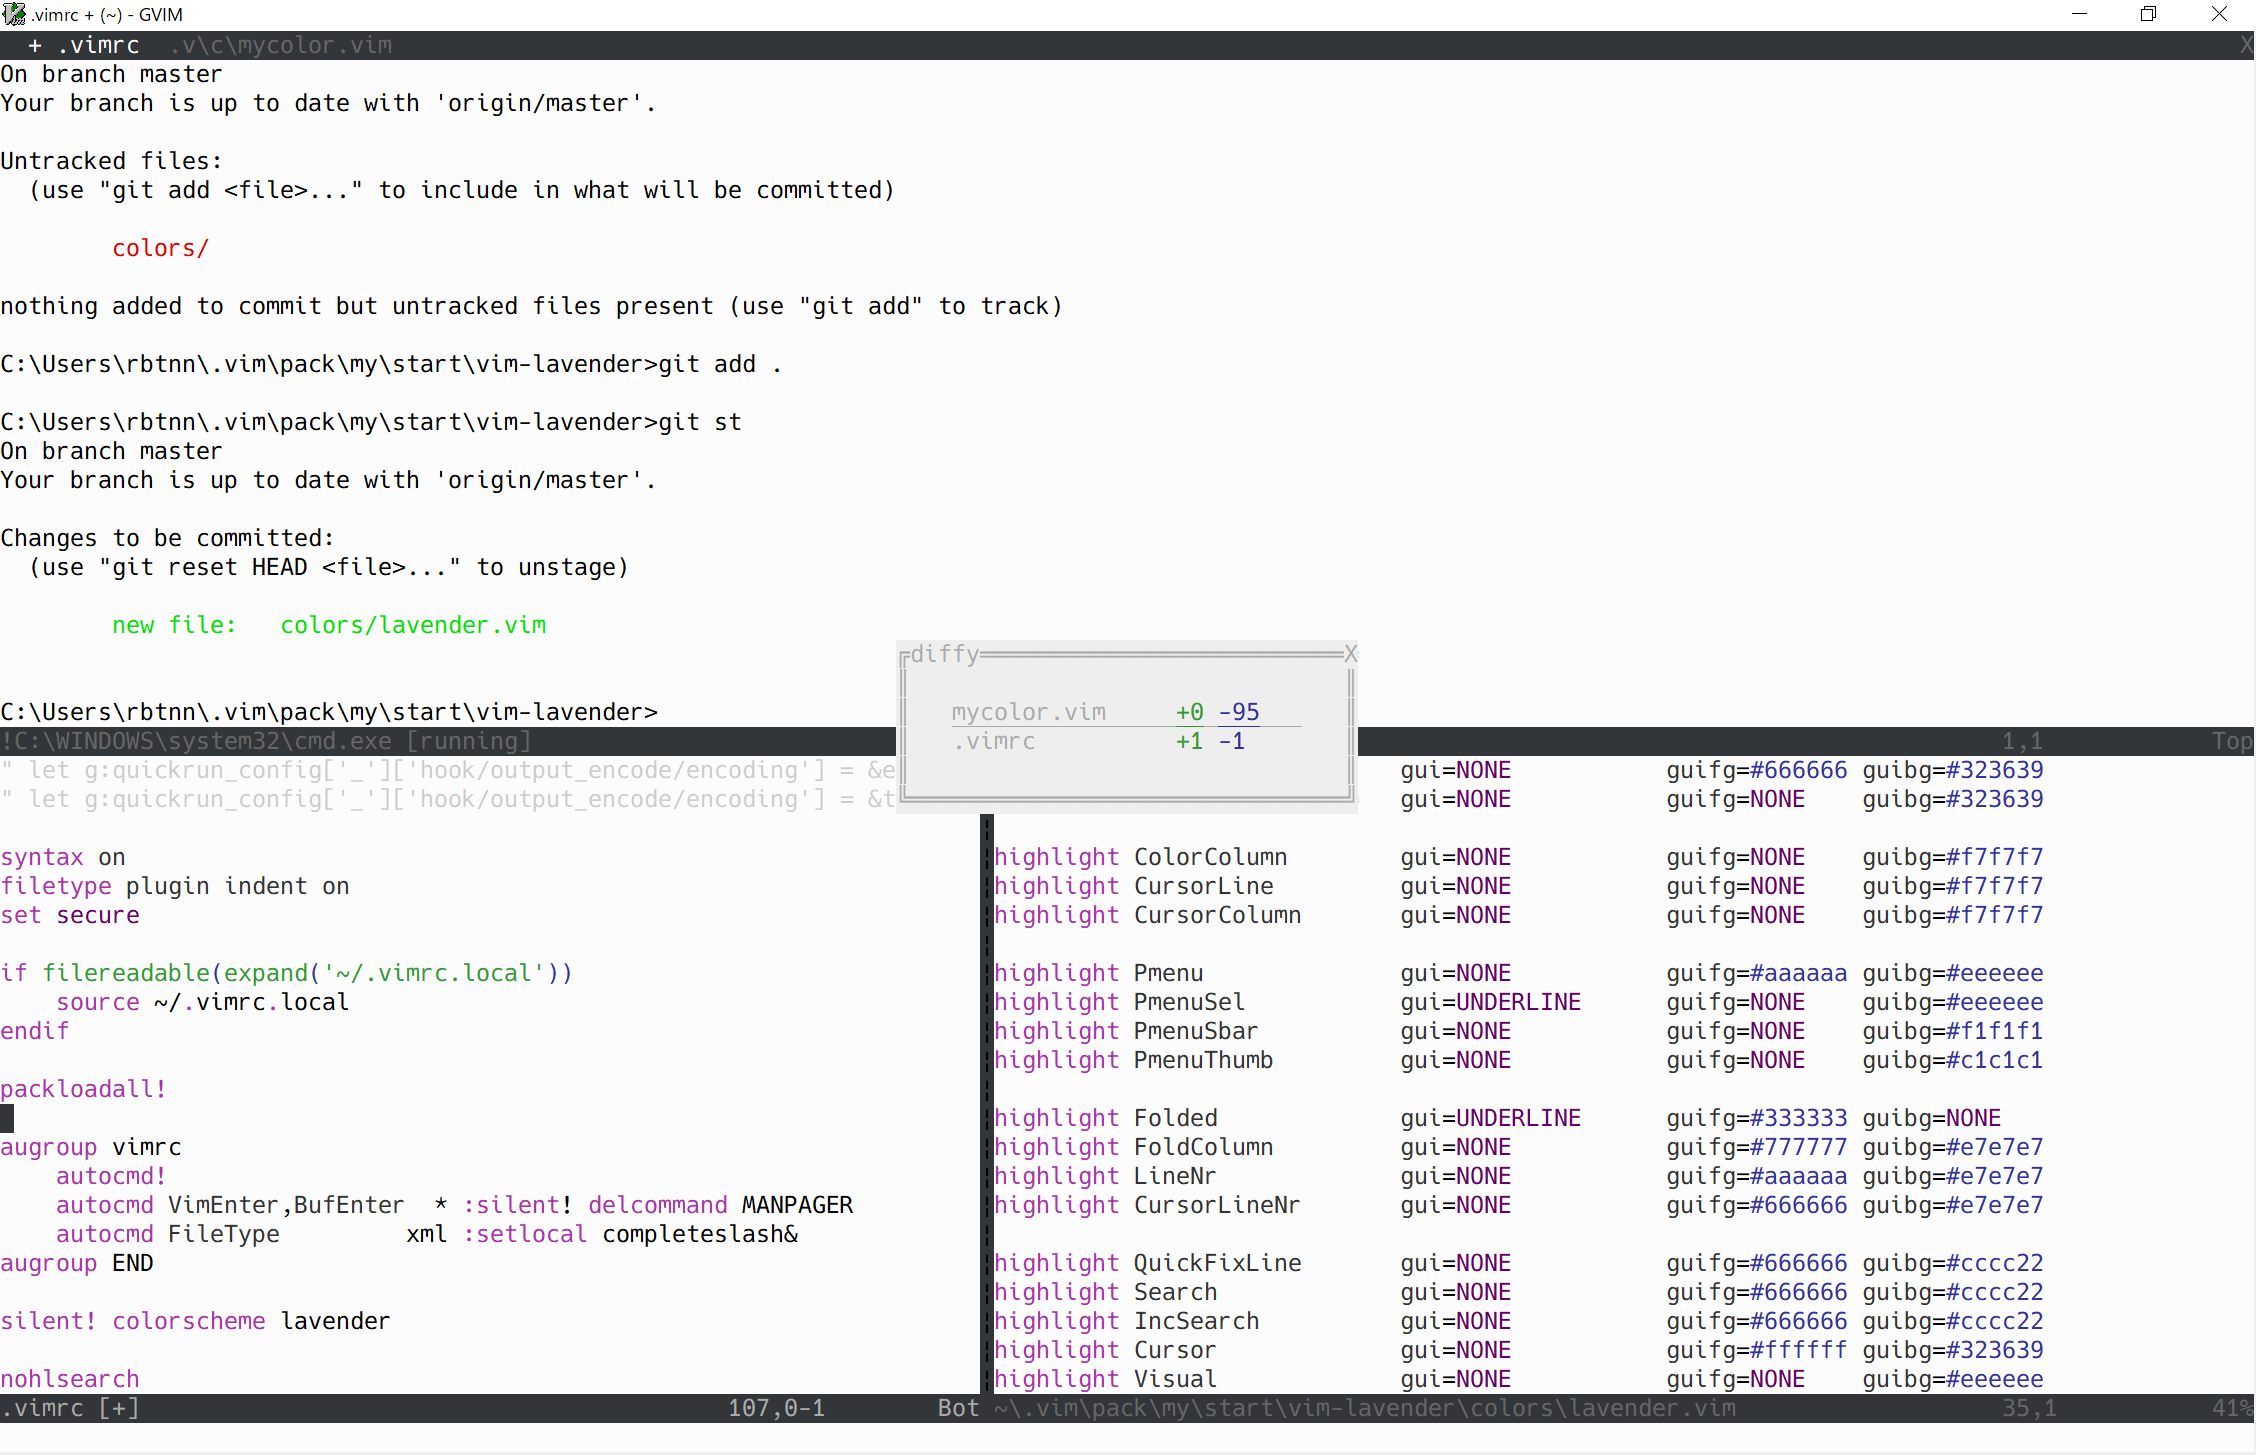 .vimrc + (~) - GVIM
+ .vimrc  .v\c\mycolor.vim X
On branch master
Your branch is up to date with 'origin/master'.
Untracked files:
  (use "git add <file>..." to include in what will be committed)
        colors/
nothing added to commit but untracked files present (use "git add" to track)
C:\Users\rbtnn\.vim\pack\my\start\vim-lavender>git add .
C:\Users\rbtnn\.vim\pack\my\start\vim-lavender>git st
On branch master
Your branch is up to date with 'origin/master'.
Changes to be committed:
  (use "git reset HEAD <file>..." to unstage)
        new file:   colors/lavender.vim
C:\Users\rbtnn\.vim\pack\my\start\vim-lavender>
!C:\WINDOWS\system32\cmd.exe [running] 1,1 Top
diffy X
mycolor.vim     +0 -95
.vimrc          +1 -1
" let g:quickrun_config['_']['hook/output_encode/encoding'] = &e
" let g:quickrun_config['_']['hook/output_encode/encoding'] = &t
syntax on
filetype plugin indent on
set secure
if filereadable(expand('~/.vimrc.local'))
    source ~/.vimrc.local
endif
packloadall!
augroup vimrc
    autocmd!
    autocmd VimEnter,BufEnter  * :silent! delcommand MANPAGER
    autocmd FileType         xml :setlocal completeslash&
augroup END
silent! colorscheme lavender
nohlsearch
.vimrc [+] 107,0-1 Bot
gui=NONE           guifg=#666666 guibg=#323639
gui=NONE           guifg=NONE    guibg=#323639
highlight ColorColumn        gui=NONE           guifg=NONE    guibg=#f7f7f7
highlight CursorLine         gui=NONE           guifg=NONE    guibg=#f7f7f7
highlight CursorColumn       gui=NONE           guifg=NONE    guibg=#f7f7f7
highlight Pmenu              gui=NONE           guifg=#aaaaaa guibg=#eeeeee
highlight PmenuSel           gui=UNDERLINE      guifg=NONE    guibg=#eeeeee
highlight PmenuSbar          gui=NONE           guifg=NONE    guibg=#f1f1f1
highlight PmenuThumb         gui=NONE           guifg=NONE    guibg=#c1c1c1
highlight Folded             gui=UNDERLINE      guifg=#333333 guibg=NONE
highlight FoldColumn         gui=NONE           guifg=#777777 guibg=#e7e7e7
highlight LineNr             gui=NONE           guifg=#aaaaaa guibg=#e7e7e7
highlight CursorLineNr       gui=NONE           guifg=#666666 guibg=#e7e7e7
highlight QuickFixLine       gui=NONE           guifg=#666666 guibg=#cccc22
highlight Search             gui=NONE           guifg=#666666 guibg=#cccc22
highlight IncSearch          gui=NONE           guifg=#666666 guibg=#cccc22
highlight Cursor             gui=NONE           guifg=#ffffff guibg=#323639
highlight Visual             gui=NONE           guifg=NONE    guibg=#eeeeee
~\.vim\pack\my\start\vim-lavender\colors\lavender.vim 35,1 41%